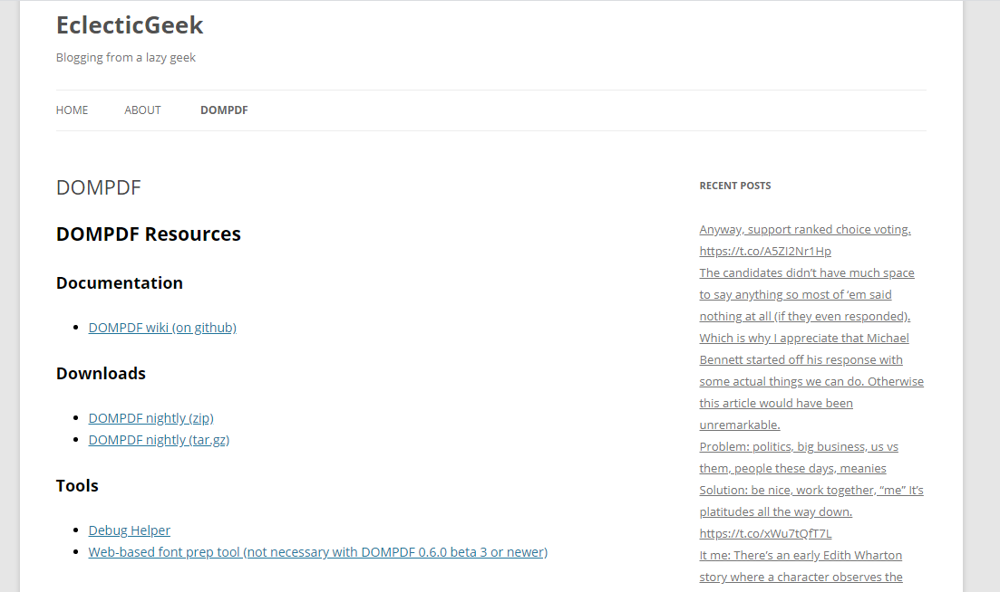 EclecticGeek
Blogging from a lazy geek
HOME
ABOUT
DOMPDF
DOMPDF
DOMPDF Resources
Documentation
DOMPDF wiki (on github)
Downloads
DOMPDF nightly (zip)
DOMPDF nightly (tar.gz)
Tools
Debug Helper
Web-based font prep tool (not necessary with DOMPDF 0.6.0 beta 3 or newer)
RECENT POSTS
Anyway, support ranked choice voting.
https://t.co/A5ZI2Nr1Hp
The candidates didn’t have much space
to say anything so most of ‘em said
nothing at all (if they even responded).
Which is why I appreciate that Michael
Bennett started off his response with
some actual things we can do. Otherwise
this article would have been
unremarkable.
Problem: politics, big business, us vs
them, people these days, meanies
Solution: be nice, work together, “me” It’s
platitudes all the way down.
https://t.co/xWu7tQfT7L
It me: There’s an early Edith Wharton
story where a character observes the